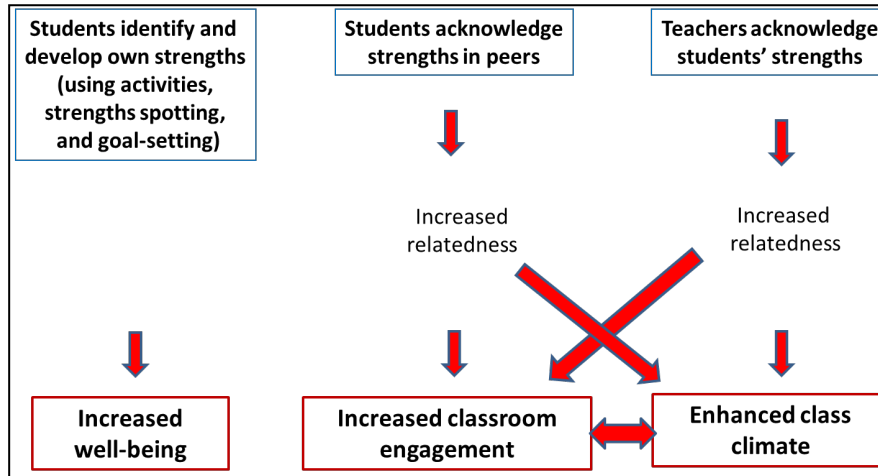 Students identify and
develop own strengths
(using activities,
strengths spotting,
and goal-setting)
Students acknowledge
strengths in peers
Teachers acknowledge
students’ strengths
Increased
relatedness
Increased
relatedness
Increased
well-being
Increased classroom
engagement
Enhanced class
climate